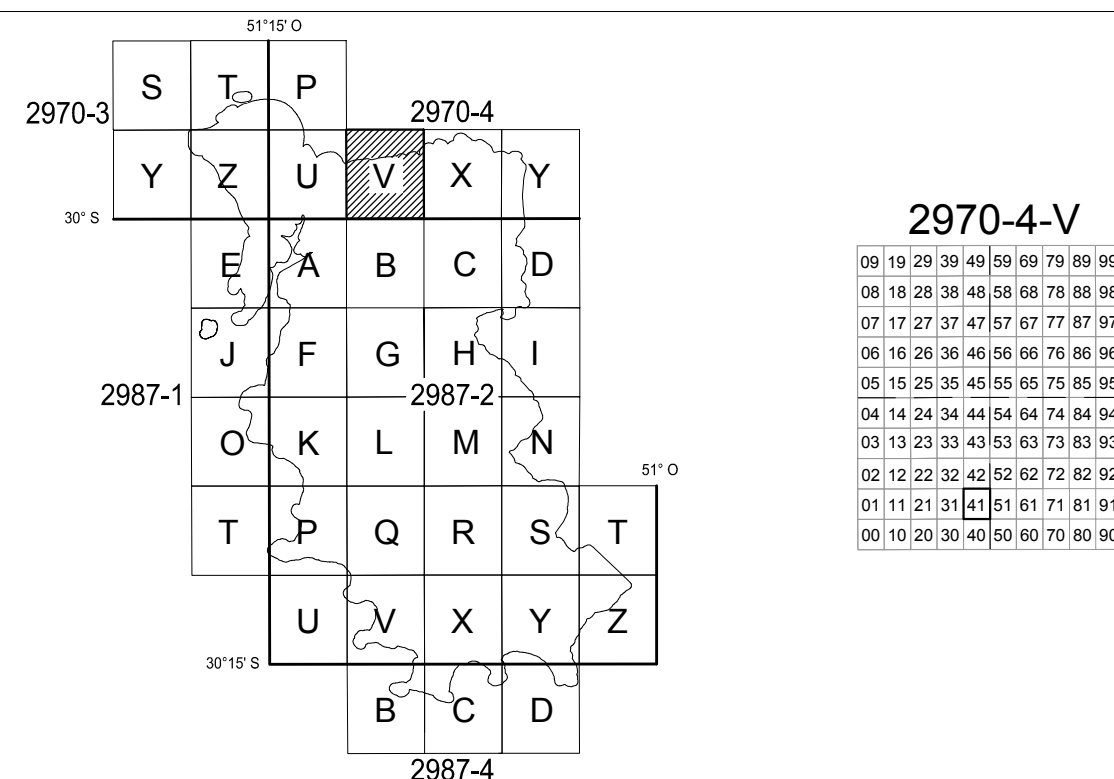 51°15' O
S T P
2970-3 2970-4
Y Z U V X Y
30° S
E A B C D
J F G H I
2987-1 2987-2
O K L M N
51° O
T P Q R S T
U V X Y Z
30°15' S
B C D
2987-4
2970-4-V
09 19 29 39 49 59 69 79 89 99
08 18 28 38 48 58 68 78 88 98
07 17 27 37 47 57 67 77 87 97
06 16 26 36 46 56 66 76 86 96
05 15 25 35 45 55 65 75 85 95
04 14 24 34 44 54 64 74 84 94
03 13 23 33 43 53 63 73 83 93
02 12 22 32 42 52 62 72 82 92
01 11 21 31 41 51 61 71 81 91
00 10 20 30 40 50 60 70 80 90